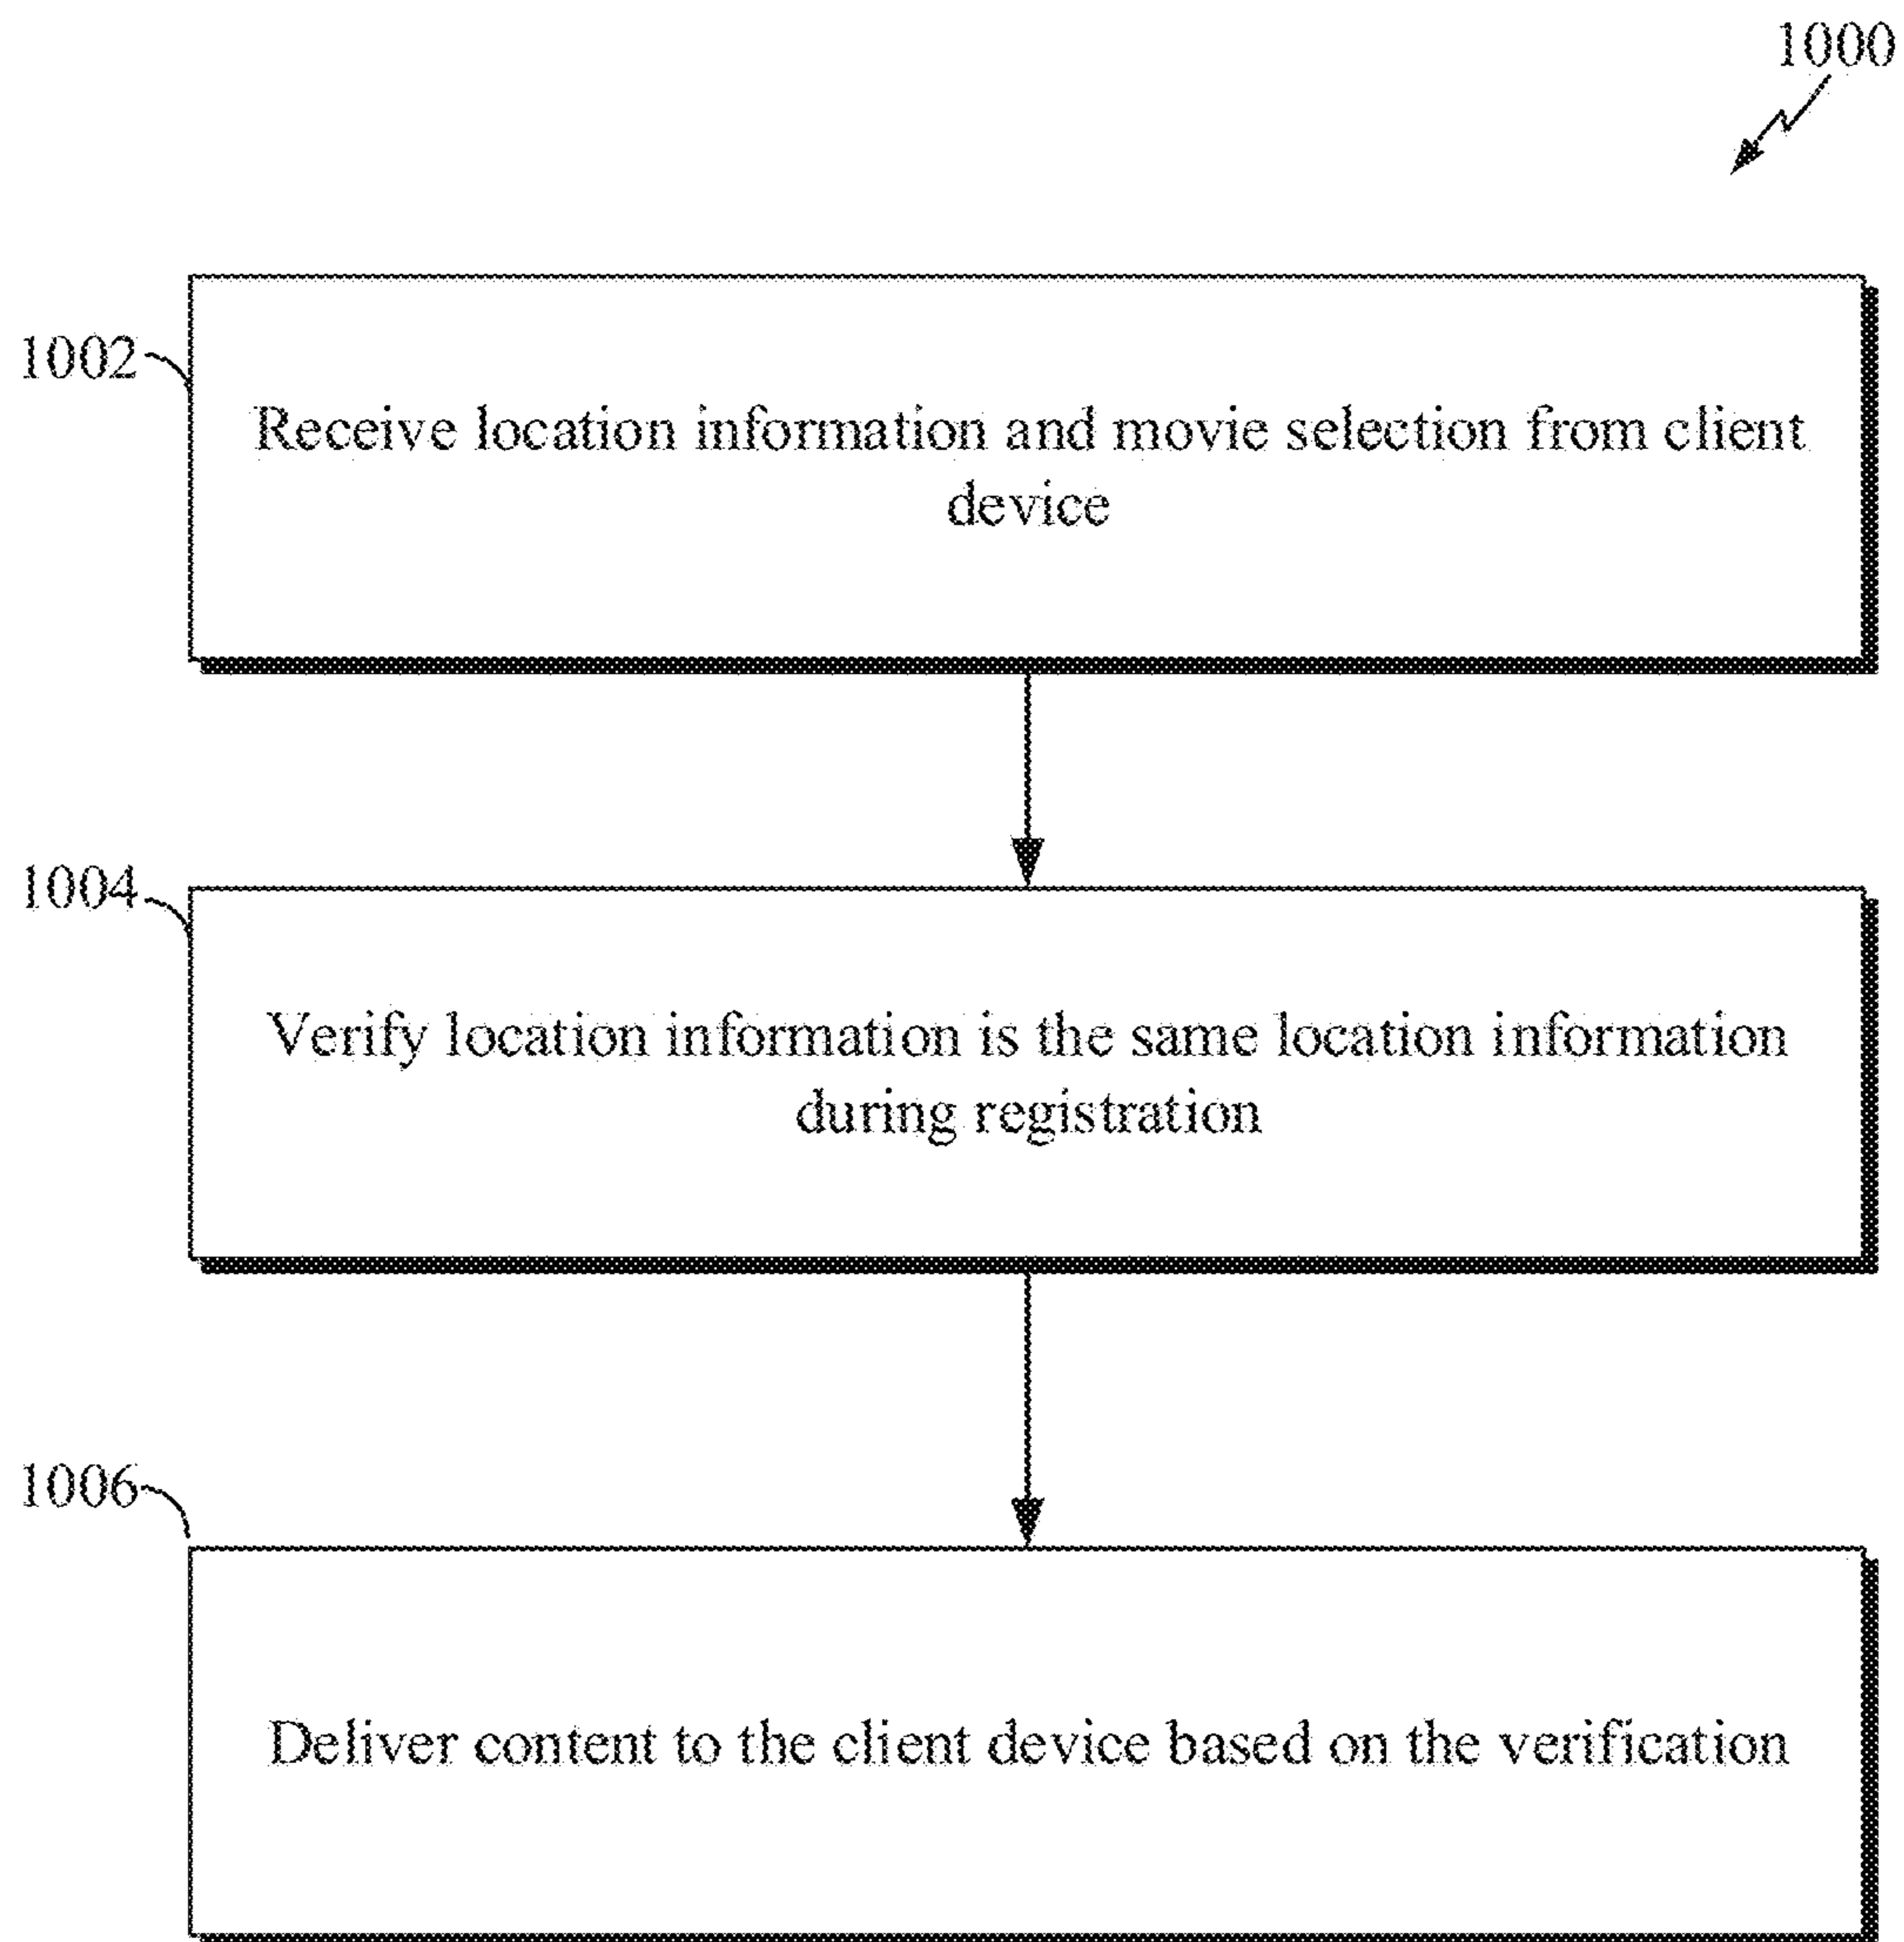 1000
1002
Receive location information and movie selection from client
device
1004
Verify location information is the same location information
during registration
1006
Deliver content to the client device based on the verification